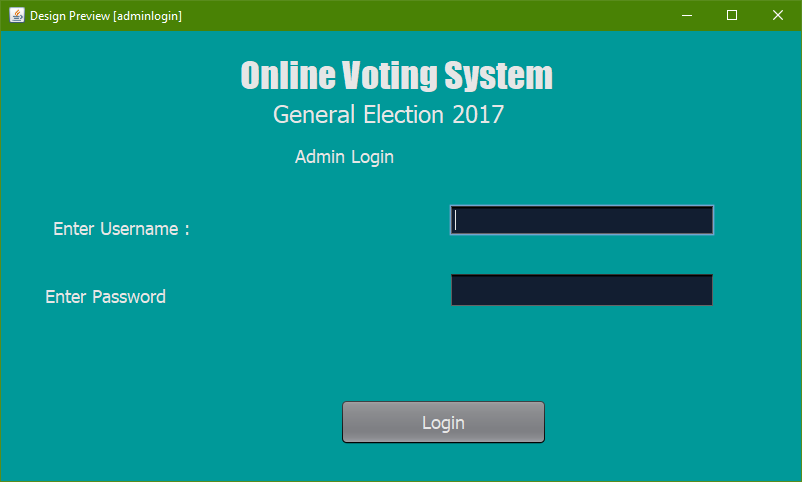 Design Preview [adminlogin]
Online Voting System
General Election 2017
Admin Login
Enter Username :
Enter Password
Login